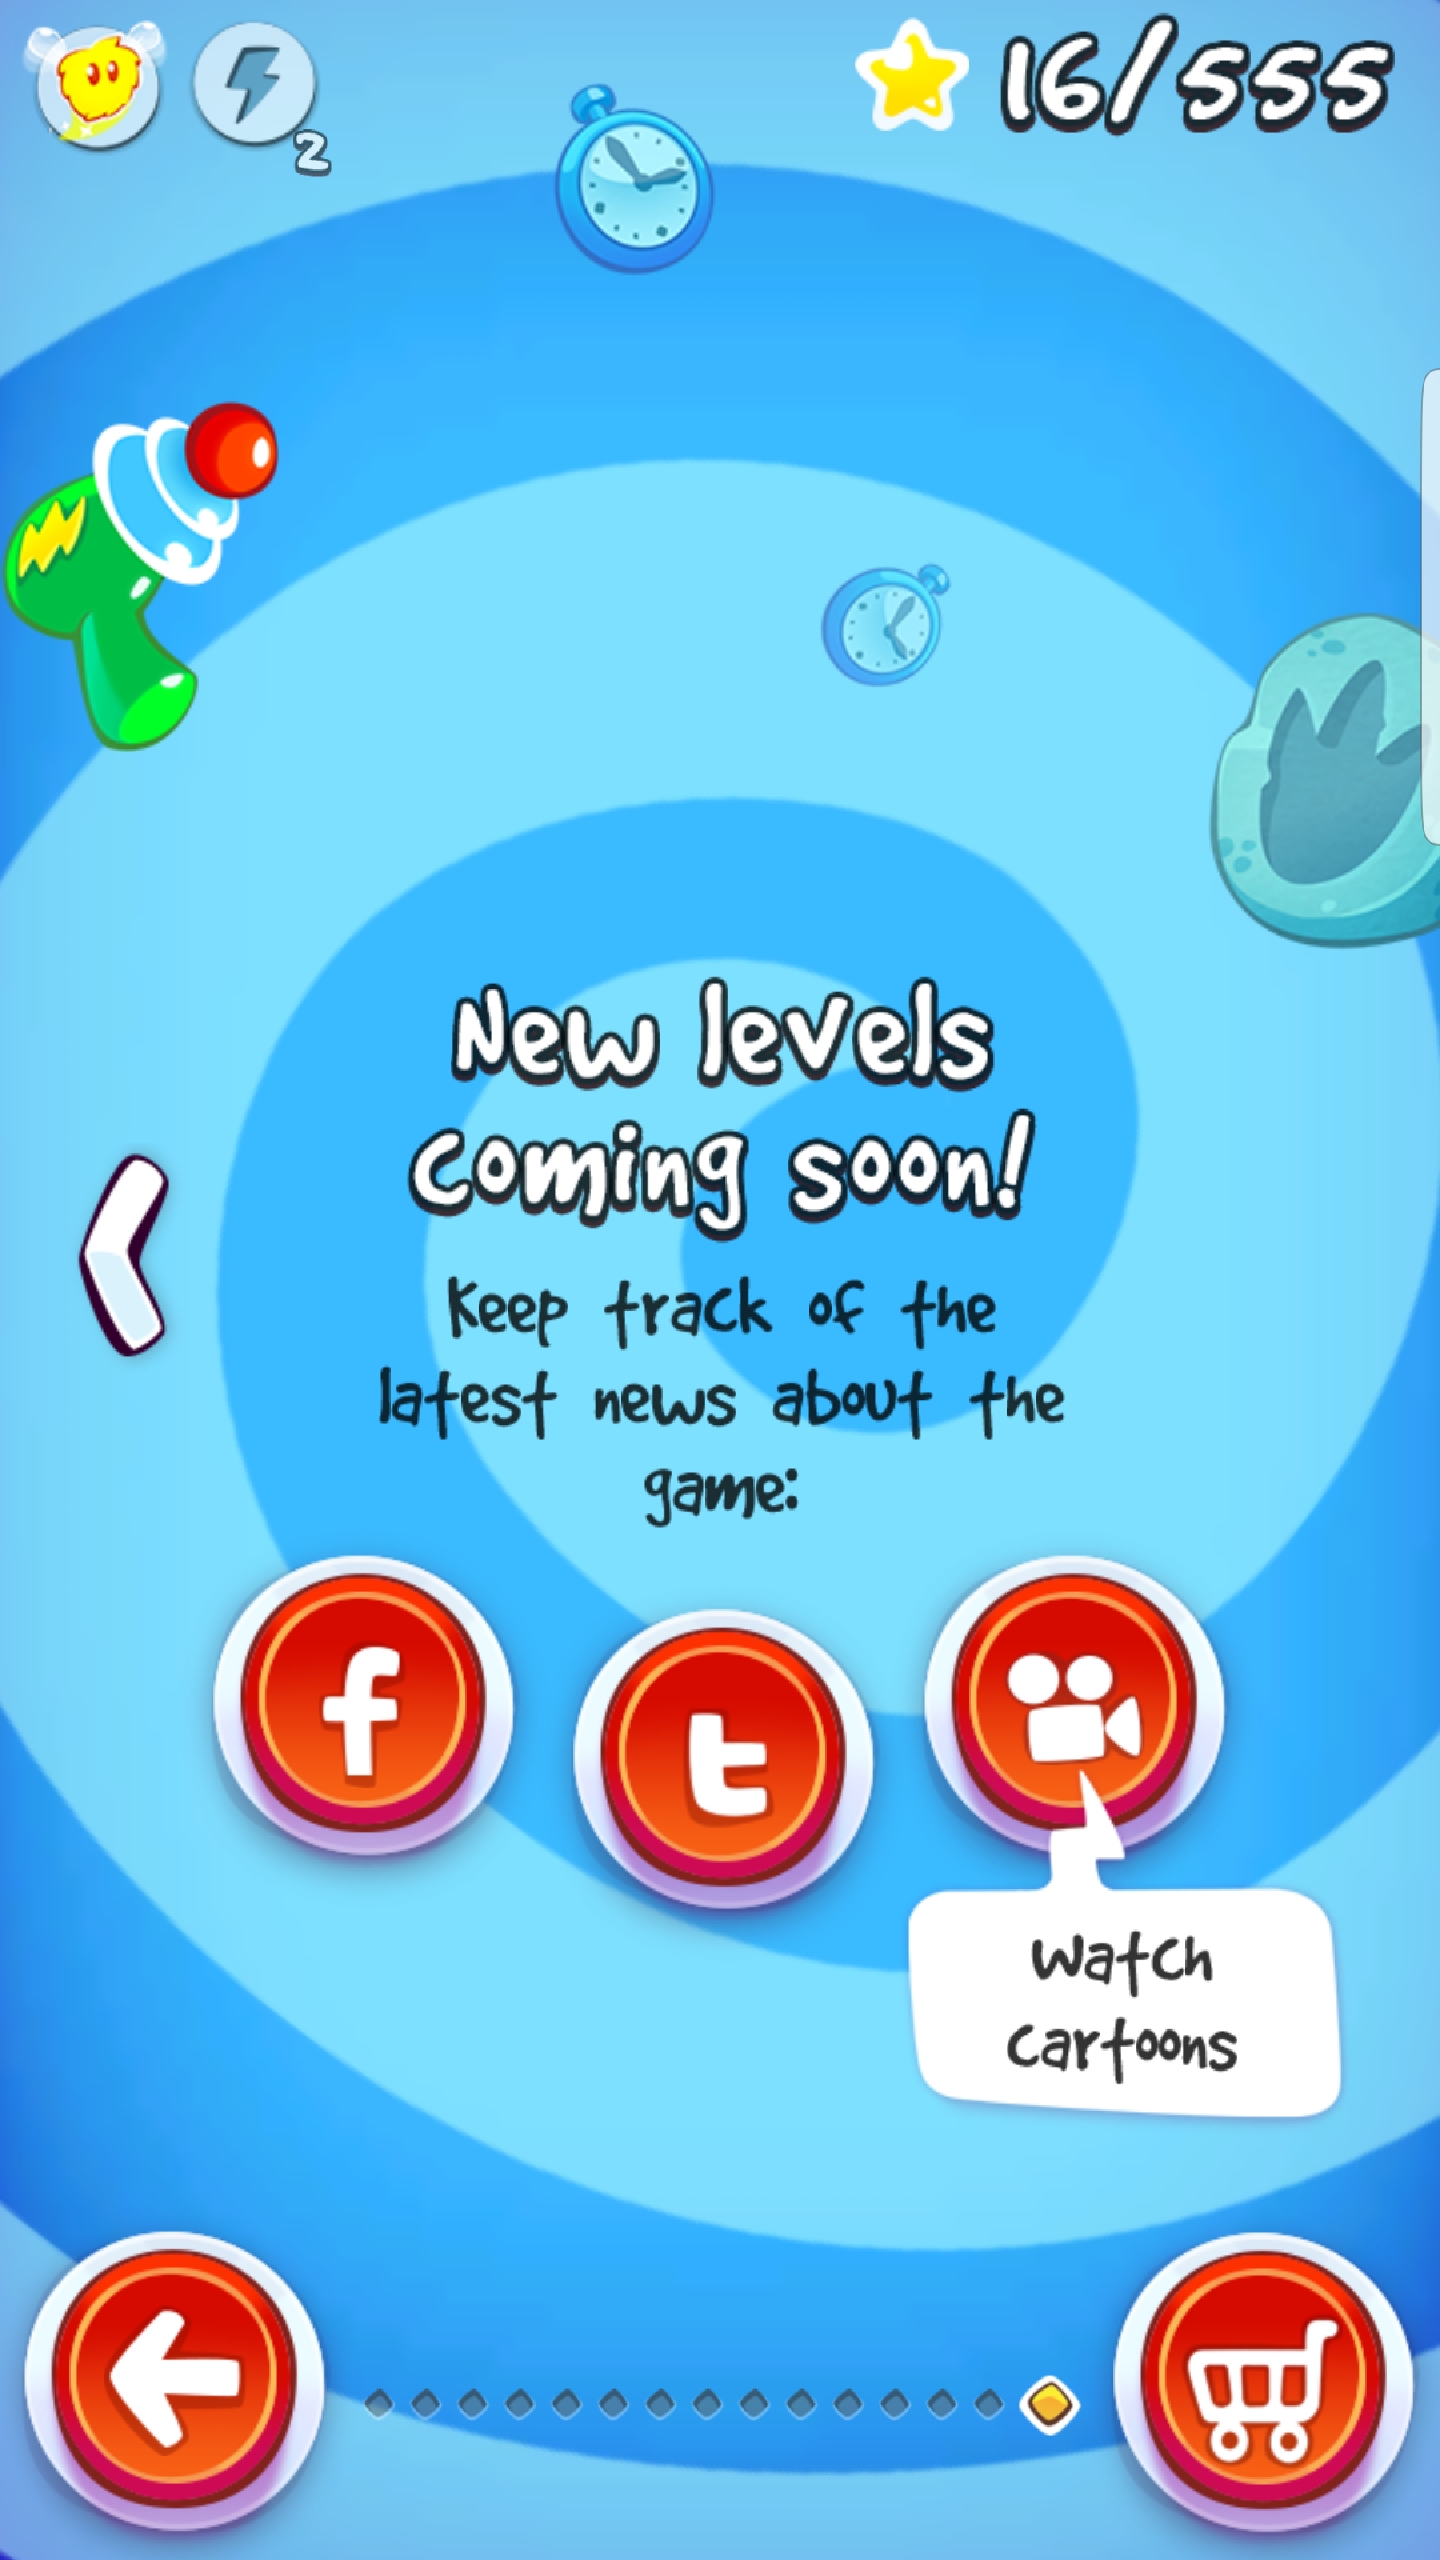 16/555
2
New levels
coming soon!
Keep track of the
latest news about the
game:
f
t
Watch
cartoons